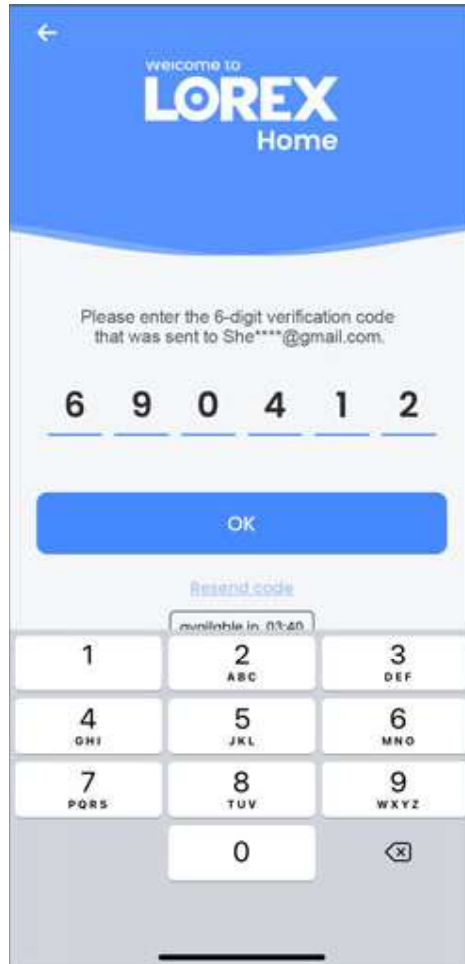 welcome to
LOREX
Home
Please enter the 6-digit verification code
that was sent to She****@gmail.com.
6 9 0 4 1 2
OK
Resend code
available in 03:40
1 2 3
ABC DEF
4 5 6
GHI JKL MNO
7 8 9
PQRS TUV WXYZ
0